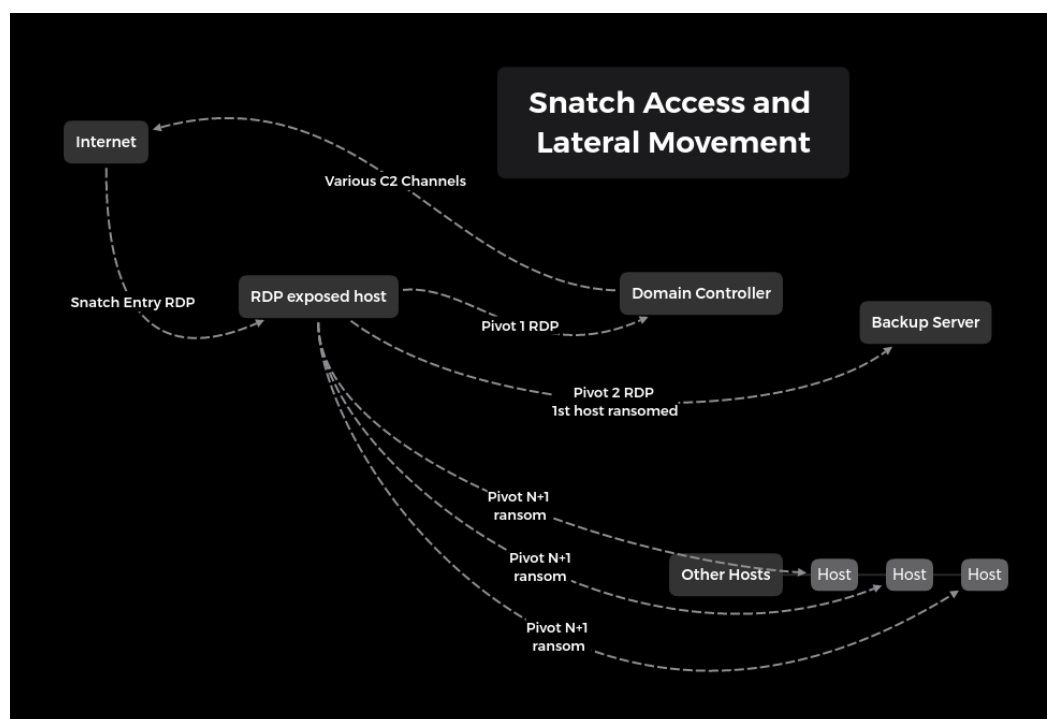 Snatch Access and
Lateral Movement
Internet
Various C2 Channels
Snatch Entry RDP
RDP exposed host
Domain Controller
Pivot 1 RDP
Backup Server
Pivot 2 RDP
1st host ransomed
Pivot N+1
ransom
Pivot N+1
ransom
Other Hosts
Host
Host
Host
Pivot N+1
ransom